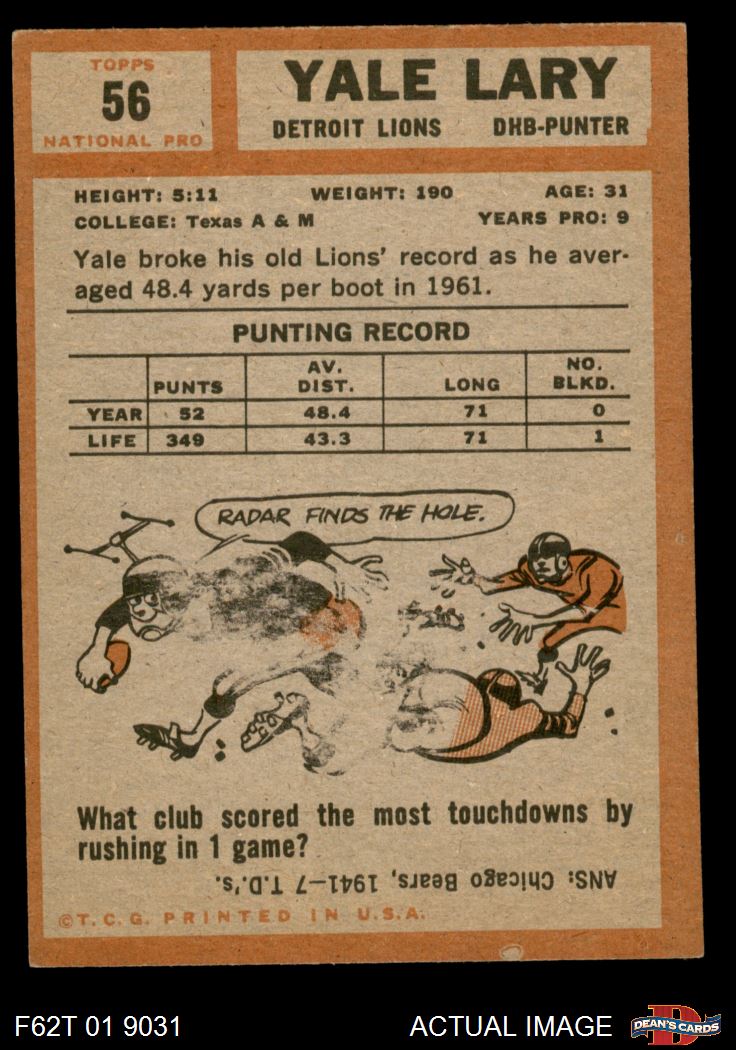 TOPPS
56
NATIONAL PRO
YALE LARY
DETROIT LIONS DHB-PUNTER
HEIGHT: 5:11 WEIGHT: 190 AGE: 31
COLLEGE: Texas A & M YEARS PRO: 9
Yale broke his old Lions' record as he aver-
aged 48.4 yards per boot in 1961.
PUNTING RECORD
PUNTS AV. DIST. LONG NO. BLKD.
YEAR 52 48.4 71 0
LIFE 349 43.3 71 1
RADAR FINDS THE HOLE.
What club scored the most touchdowns by
rushing in 1 game?
ANS: Chicago Bears, 1941—7 T.D.'s.
©T.C.G. PRINTED IN U.S.A.
F62T 01 9031 ACTUAL IMAGE DEAN'S CARDS